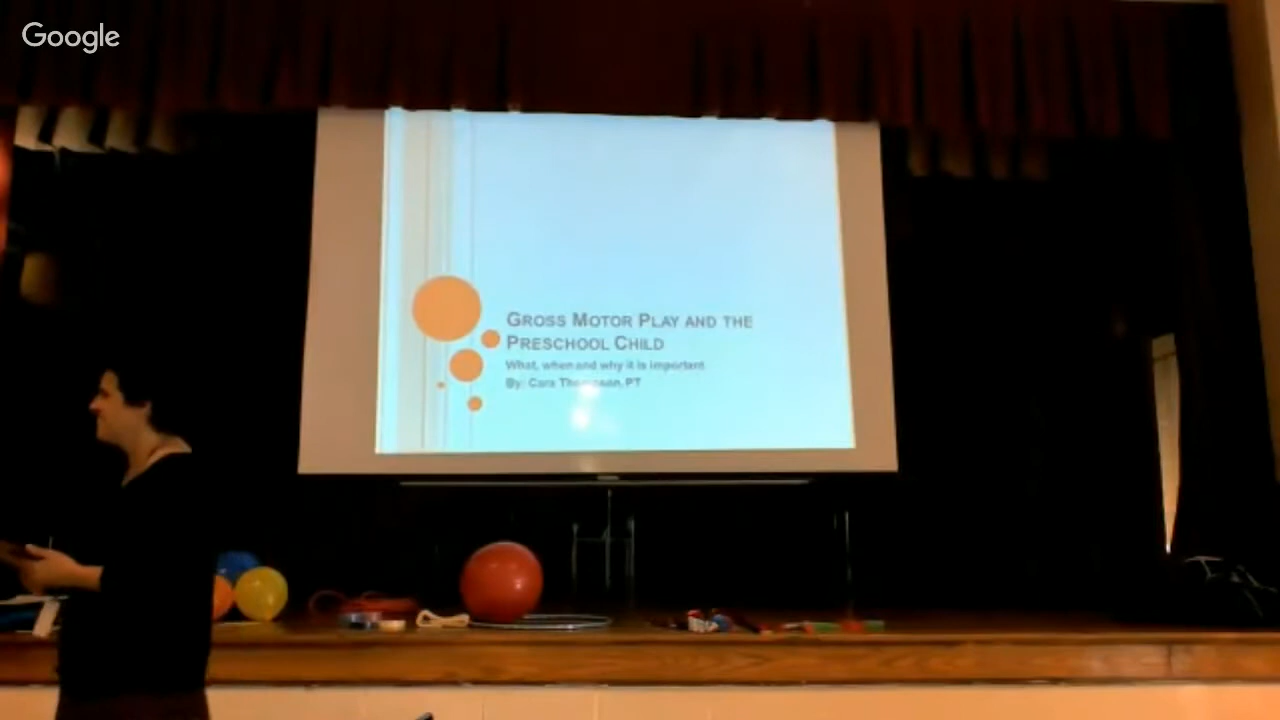 Google
GROSS MOTOR PLAY AND THE
PRESCHOOL CHILD
What, when and why it is important
By: Cara PT